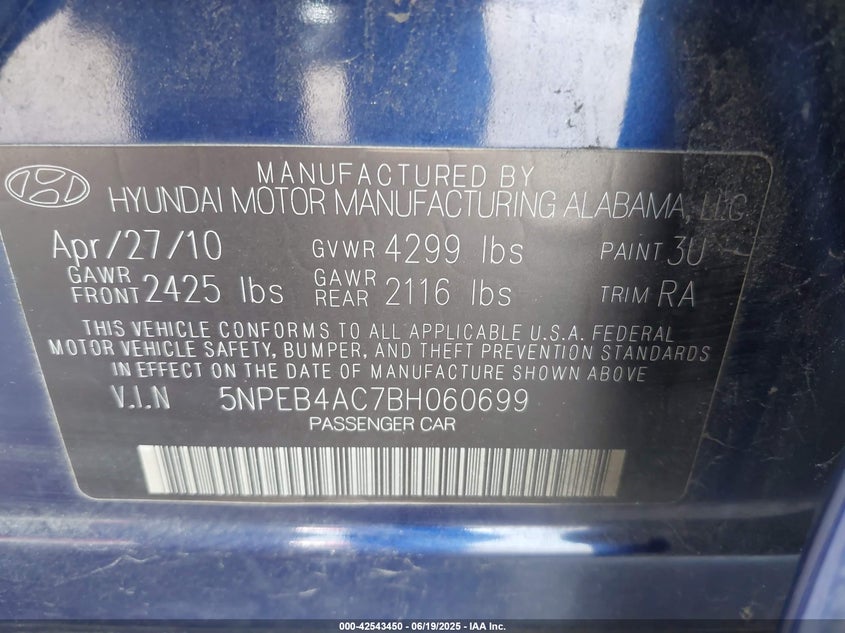 MANUFACTURED BY
HYUNDAI MOTOR MANUFACTURING ALABAMA, LLC
Apr/27/10 GVWR 4299 lbs PAINT 3U
GAWR FRONT 2425 lbs GAWR REAR 2116 lbs TRIM RA
THIS VEHICLE CONFORMS TO ALL APPLICABLE U.S.A. FEDERAL
MOTOR VEHICLE SAFETY, BUMPER, AND THEFT PREVENTION STANDARDS
IN EFFECT ON THE DATE OF MANUFACTURE SHOWN ABOVE.
V.I.N 5NPEB4AC7BH060699
PASSENGER CAR
000-42543450 - 06/19/2025 - IAA Inc.